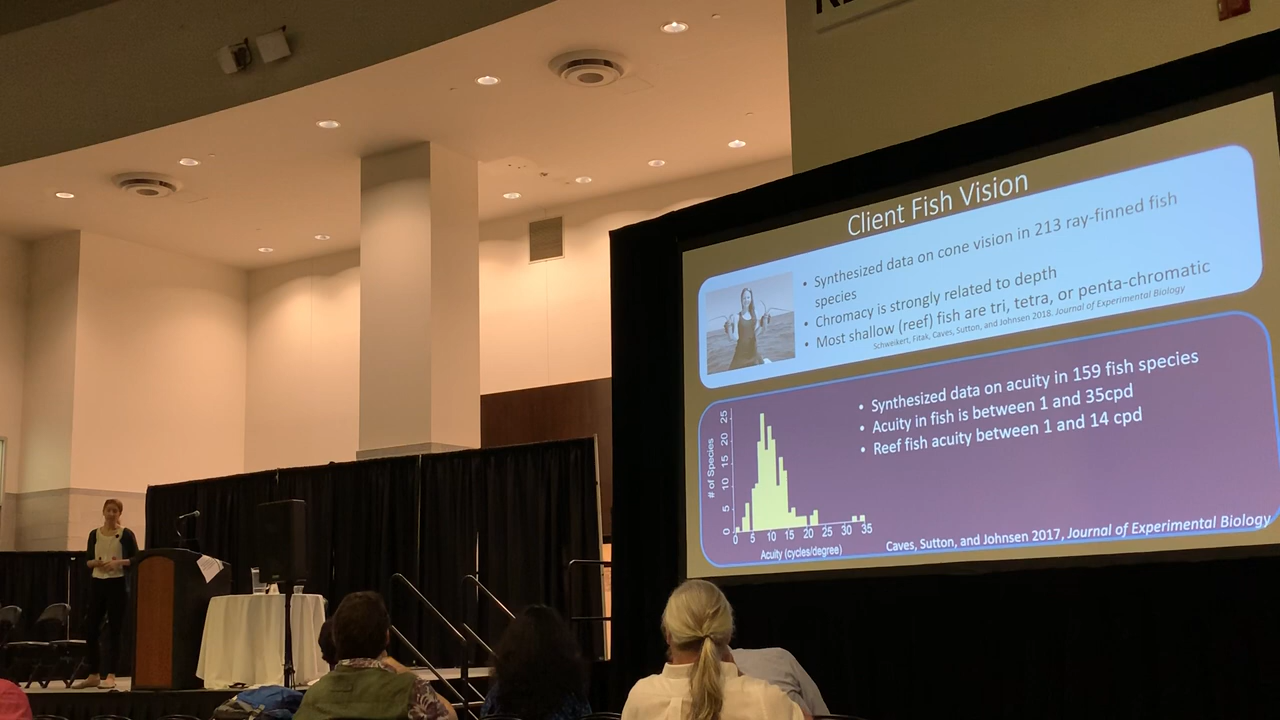 Client Fish Vision
• Synthesized data on cone vision in 213 ray-finned fish
species
• Chromacy is strongly related to depth
• Most shallow (reef) fish are tri, tetra, or penta-chromatic
Schweikert, Fitak, Caves, Sutton, and Johnsen 2018. Journal of Experimental Biology
• Synthesized data on acuity in 159 fish species
• Acuity in fish is between 1 and 35cpd
• Reef fish acuity between 1 and 14 cpd
# of Species
25
20
15
10
5
0
0 5 10 15 20 25 30 35
Acuity (cycles/degree)
Caves, Sutton, and Johnsen 2017, Journal of Experimental Biology